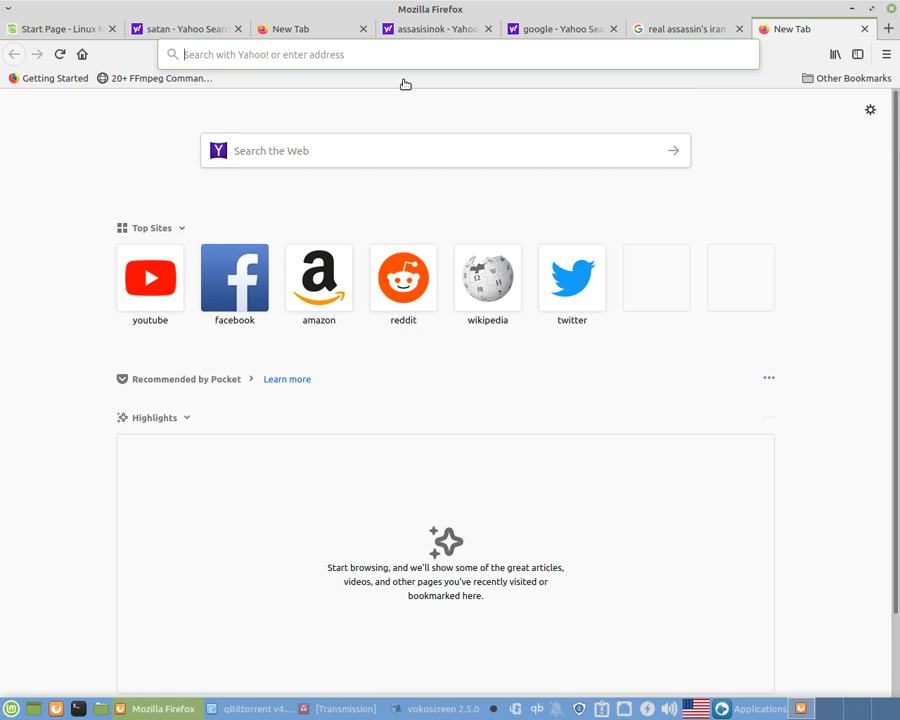 Mozilla Firefox
Start Page - Linux M
satan - Yahoo Searc
New Tab
assasisinok - Yahoo
google - Yahoo Sea
real assassin's iran
New Tab
Search with Yahoo! or enter address
Getting Started
20+ FFmpeg Comman...
Other Bookmarks
Search the Web
Top Sites
youtube
facebook
amazon
reddit
wikipedia
twitter
Recommended by Pocket
Learn more
Highlights
Start browsing, and we'll show some of the great articles,
videos, and other pages you've recently visited or
bookmarked here.
Mozilla Firefox
qBittorrent v4....
[Transmission]
vokoscreen 2.5.0
qb
Applications